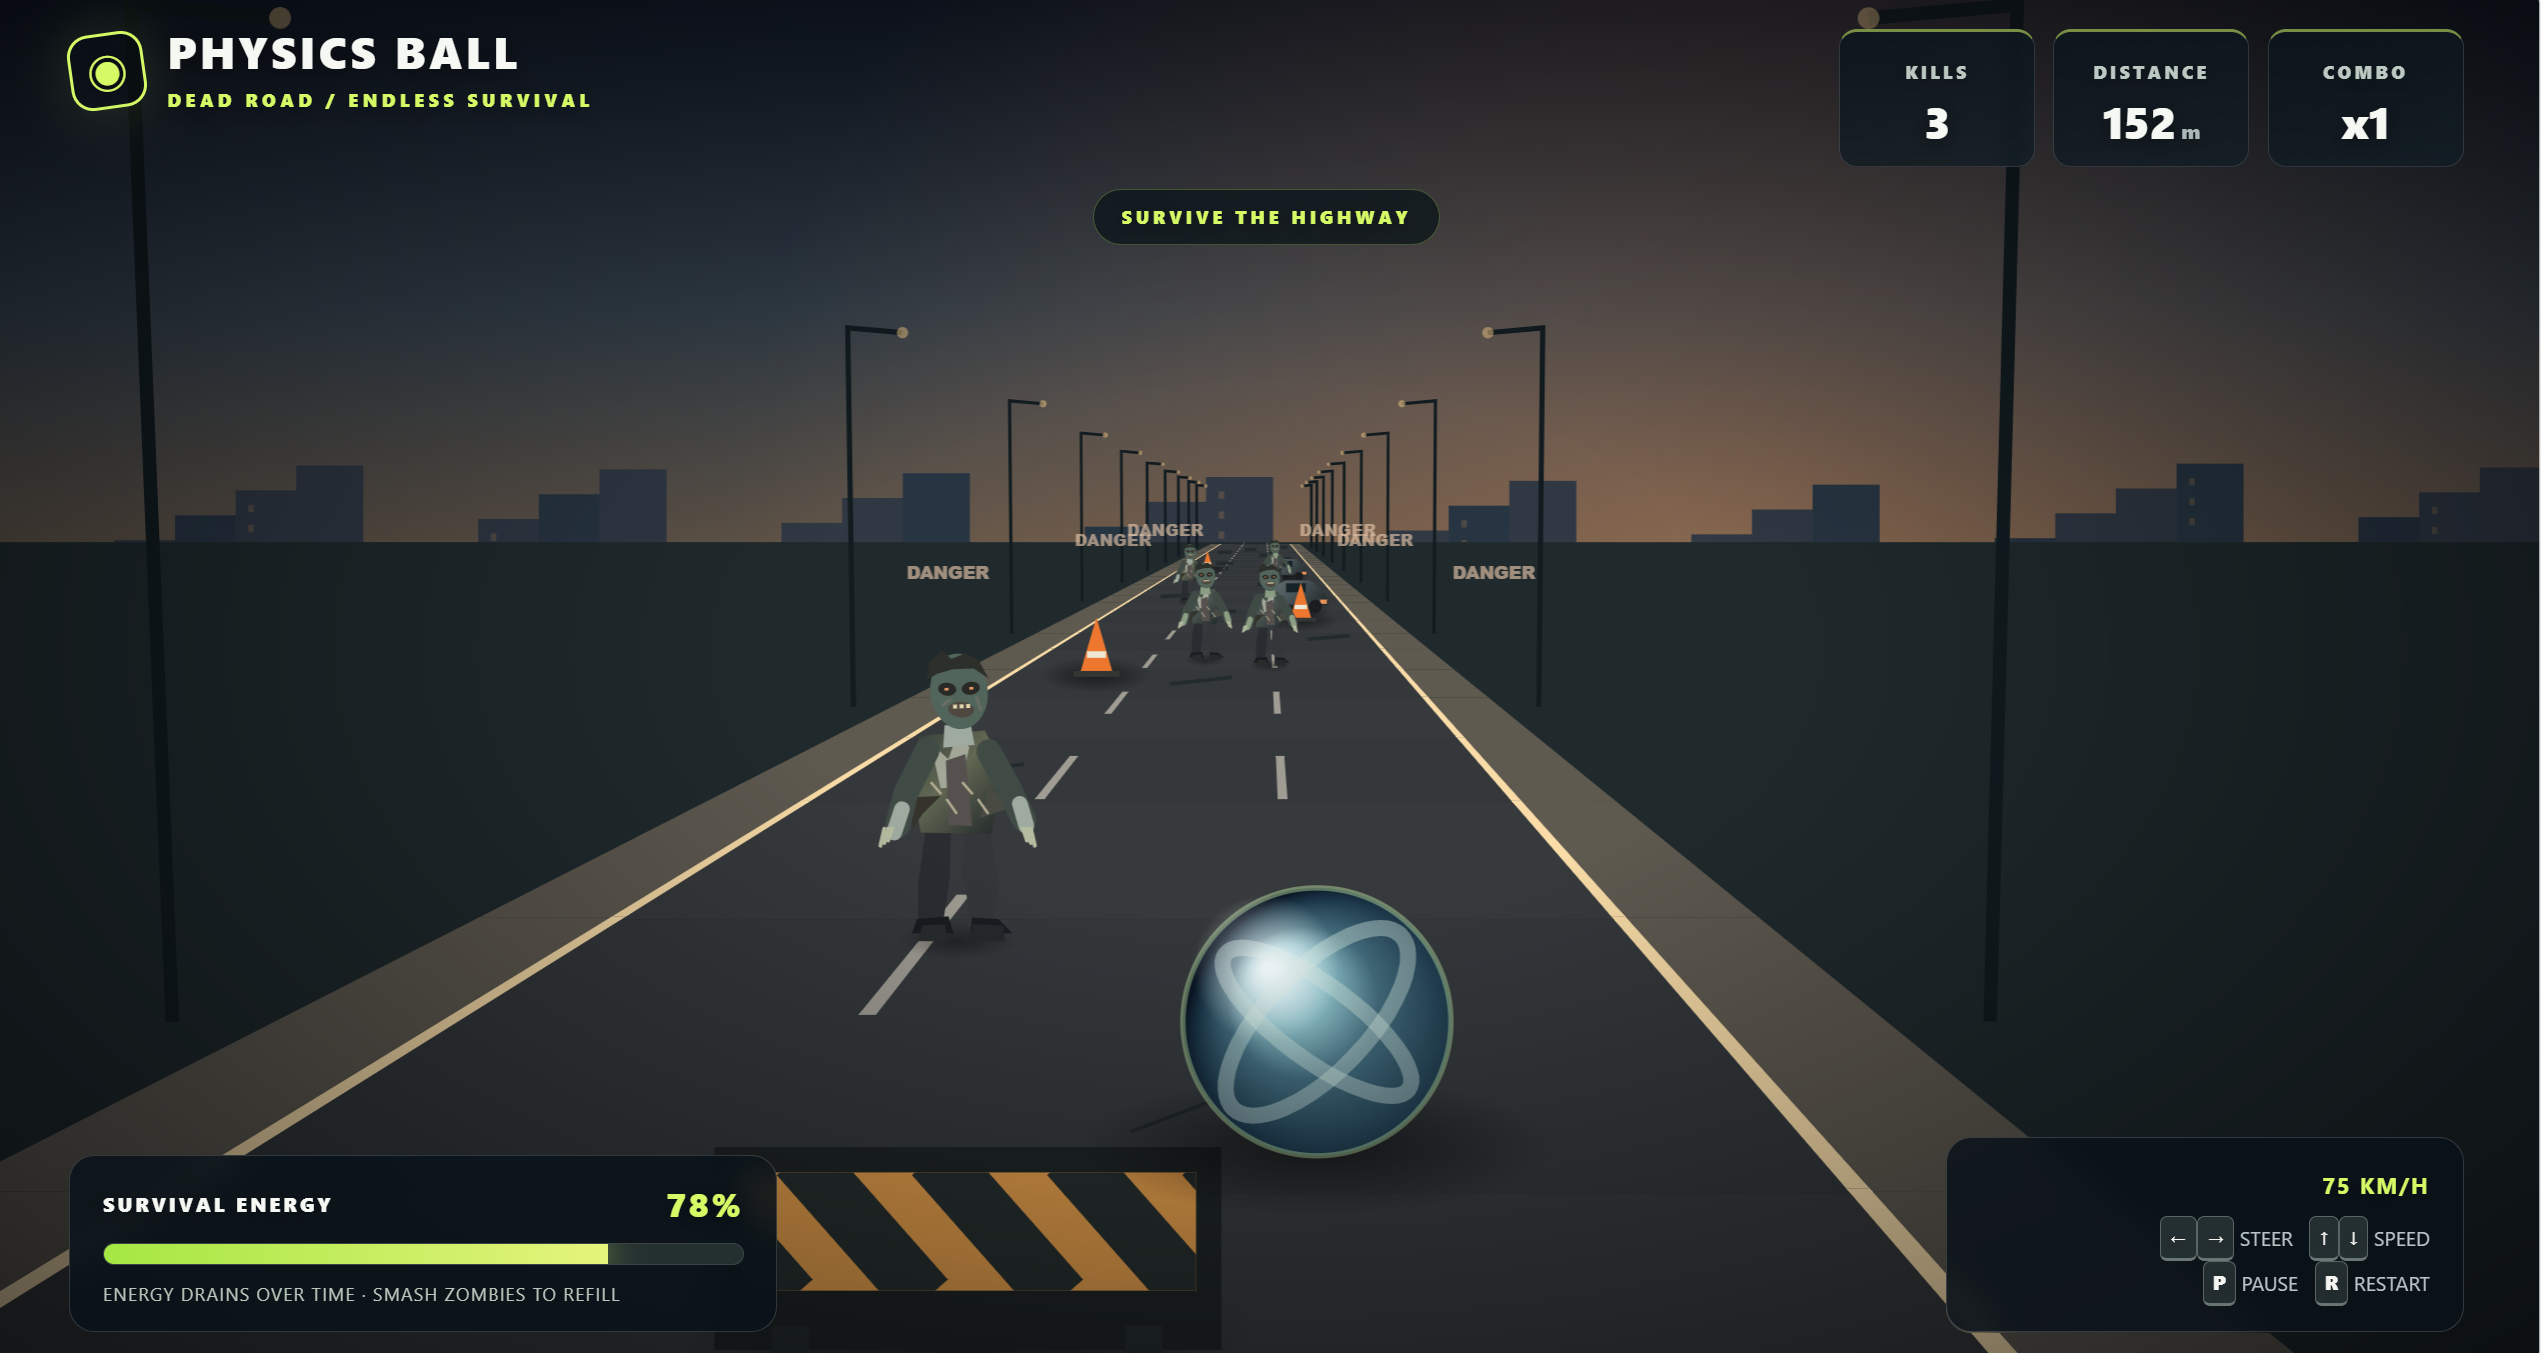 PHYSICS BALL
DEAD ROAD / ENDLESS SURVIVAL
KILLS
3
DISTANCE
152 m
COMBO
x1
SURVIVE THE HIGHWAY
DANGER
DANGER
DANGER
DANGER
DANGER
DANGER
SURVIVAL ENERGY
78%
ENERGY DRAINS OVER TIME · SMASH ZOMBIES TO REFILL
75 KM/H
← → STEER ↑ ↓ SPEED
P PAUSE R RESTART